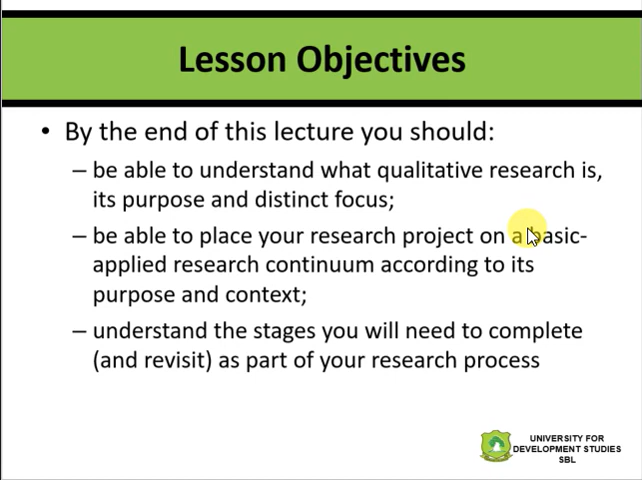 Lesson Objectives
• By the end of this lecture you should:
– be able to understand what qualitative research is,
its purpose and distinct focus;
– be able to place your research project on a basic-
applied research continuum according to its
purpose and context;
– understand the stages you will need to complete
(and revisit) as part of your research process
UNIVERSITY FOR
DEVELOPMENT STUDIES
SBL